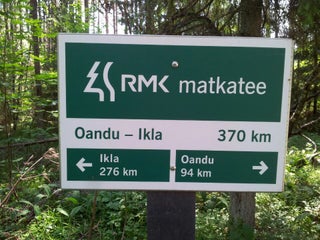 RMK matkatee
Oandu – Ikla 370 km
← Ikla
276 km
Oandu →
94 km